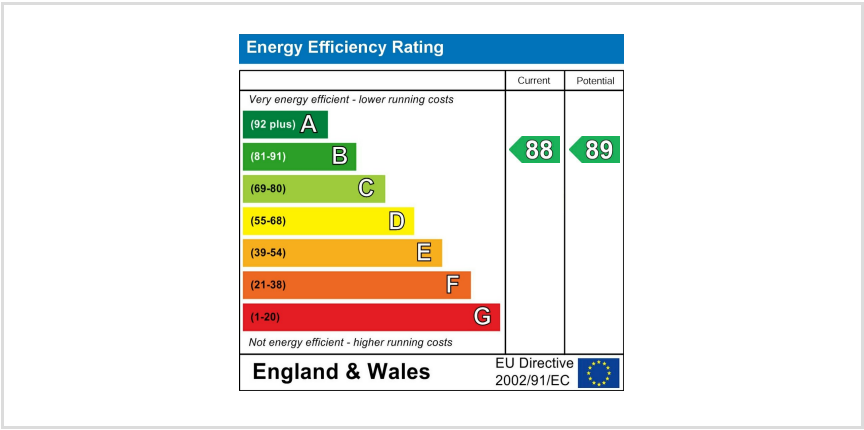 Energy Efficiency Rating
Current Potential
Very energy efficient - lower running costs
(92 plus) A
(81-91) B
88 89
(69-80) C
(55-68) D
(39-54) E
(21-38) F
(1-20) G
Not energy efficient - higher running costs
England & Wales
EU Directive
2002/91/EC